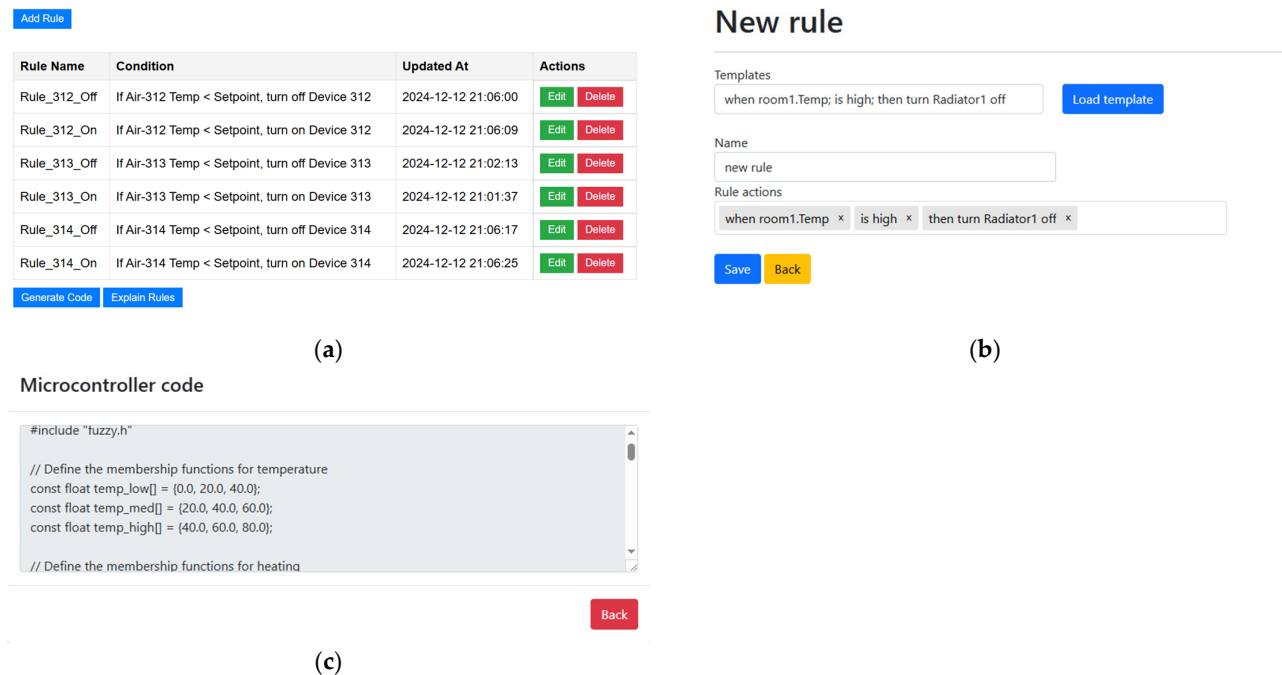 Add Rule
Rule Name Condition Updated At Actions
Rule_312_Off If Air-312 Temp < Setpoint, turn off Device 312 2024-12-12 21:06:00 Edit Delete
Rule_312_On If Air-312 Temp < Setpoint, turn off Device 312 2024-12-12 21:06:09 Edit Delete
Rule_313_Off If Air-313 Temp < Setpoint, turn off Device 313 2024-12-12 21:02:13 Edit Delete
Rule_313_On If Air-313 Temp < Setpoint, turn on Device 313 2024-12-12 21:01:37 Edit Delete
Rule_314_Off If Air-314 Temp < Setpoint, turn off Device 314 2024-12-12 21:06:17 Edit Delete
Rule_314_On If Air-314 Temp < Setpoint, turn on Device 314 2024-12-12 21:06:25 Edit Delete
Generate Code Explain Rules
(a)
New rule
Templates
when room1.Temp; is high; then turn Radiator1 off Load template
Name
new rule
Rule actions
when room1.Temp × is high × then turn Radiator1 off ×
Save Back
(b)
Microcontroller code
#include "fuzzy.h"
// Define the membership functions for temperature
const float temp_low[] = {0.0, 20.0, 40.0};
const float temp_med[] = {20.0, 40.0, 60.0};
const float temp_high[] = {40.0, 60.0, 80.0};
// Define the membership functions for heating
Back
(c)